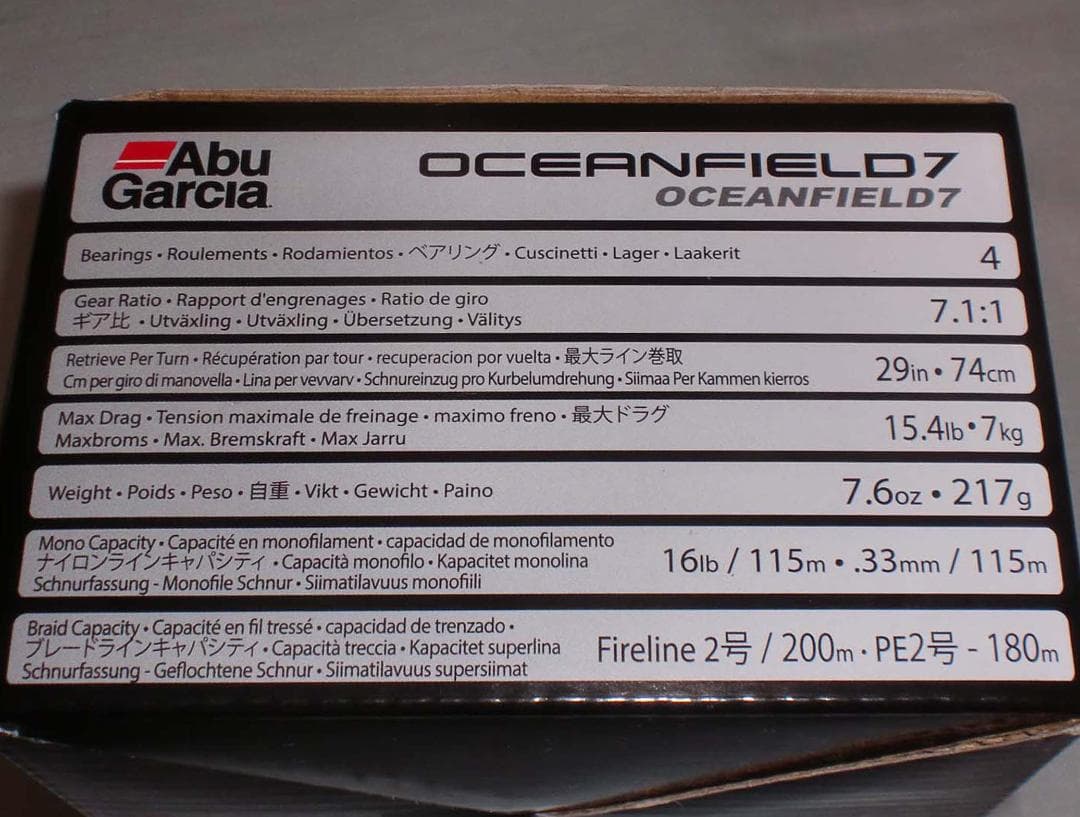 Abu
Garcia
OCEANFIELD7
OCEANFIELD7
Bearings • Roulements • Rodamientos • ベアリング • Cuscinetti • Lager • Laakerit
4
Gear Ratio • Rapport d'engrenages • Ratio de giro
ギア比 • Utväxling • Utväxling • Übersetzung • Välitys
7.1:1
Retrieve Per Turn • Récupération par tour • recuperacion por vuelta • 最大ライン巻取
Cm per giro di manovella • Lina per vevvarv • Schnureinzug pro Kurbelumdrehung • Siimaa Per Kammen kierros
29in • 74cm
Max Drag • Tension maximale de freinage • maximo freno • 最大ドラグ
Maxbroms • Max. Bremskraft • Max Jarru
15.4lb • 7kg
Weight • Poids • Peso • 自重 • Vikt • Gewicht • Paino
7.6oz • 217g
Mono Capacity • Capacité en monofilament • capacidad de monofilamento
ナイロンラインキャパシティ • Capacità monofilo • Kapacitet monolina
Schnurfassung - Monofile Schnur • Siimatilavuus monofiili
16lb / 115m • .33mm / 115m
Braid Capacity • Capacité en fil tressé • capacidad de trenzado •
ブレードラインキャパシティ • Capacità treccia • Kapacitet superlina
Schnurfassung - Geflochtene Schnur • Siimatilavuus supersiimat
Fireline 2号 / 200m · PE2号 - 180m